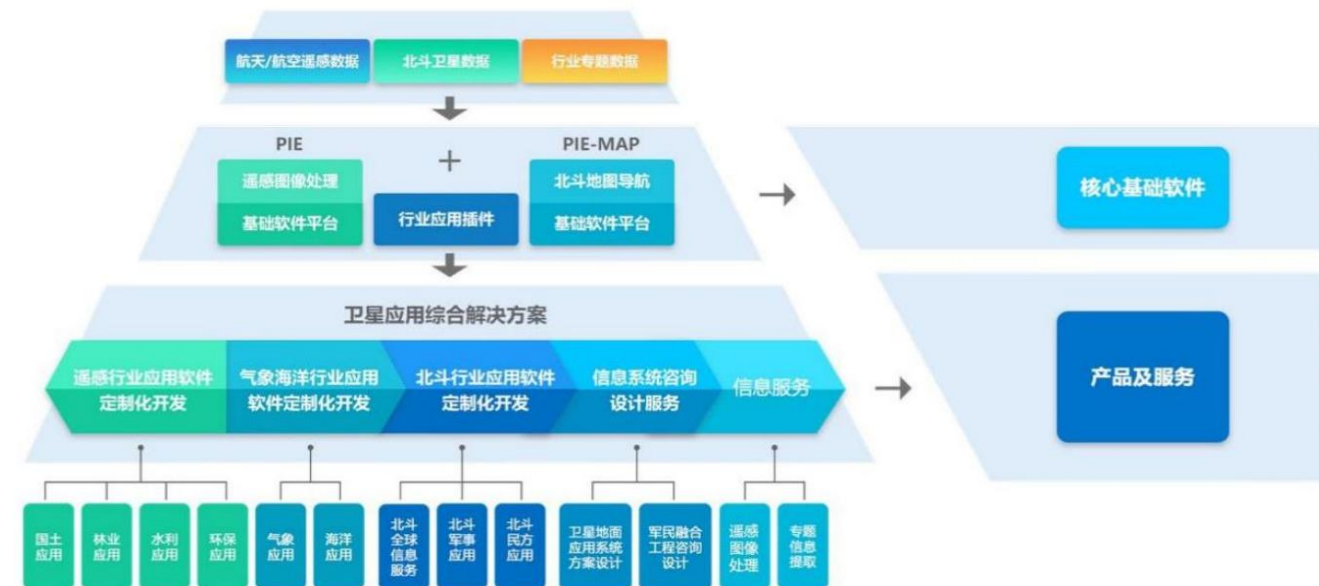 航天/航空遥感数据
北斗卫星数据
行业专题数据
PIE
PIE-MAP
遥感图像处理
基础软件平台
+
行业应用插件
北斗地图导航
基础软件平台
核心基础软件
卫星应用综合解决方案
遥感行业应用软件
定制化开发
气象海洋行业应用
软件定制化开发
北斗行业应用软件
定制化开发
信息系统咨询
设计服务
信息服务
产品及服务
国土
应用
林业
应用
水利
应用
环保
应用
气象
应用
海洋
应用
北斗
全球
信息
服务
北斗
军事
应用
北斗
民方
应用
卫星地面
应用系统
方案设计
军民融合
工程咨询
设计
遥感
图像
处理
专题
信息
提取